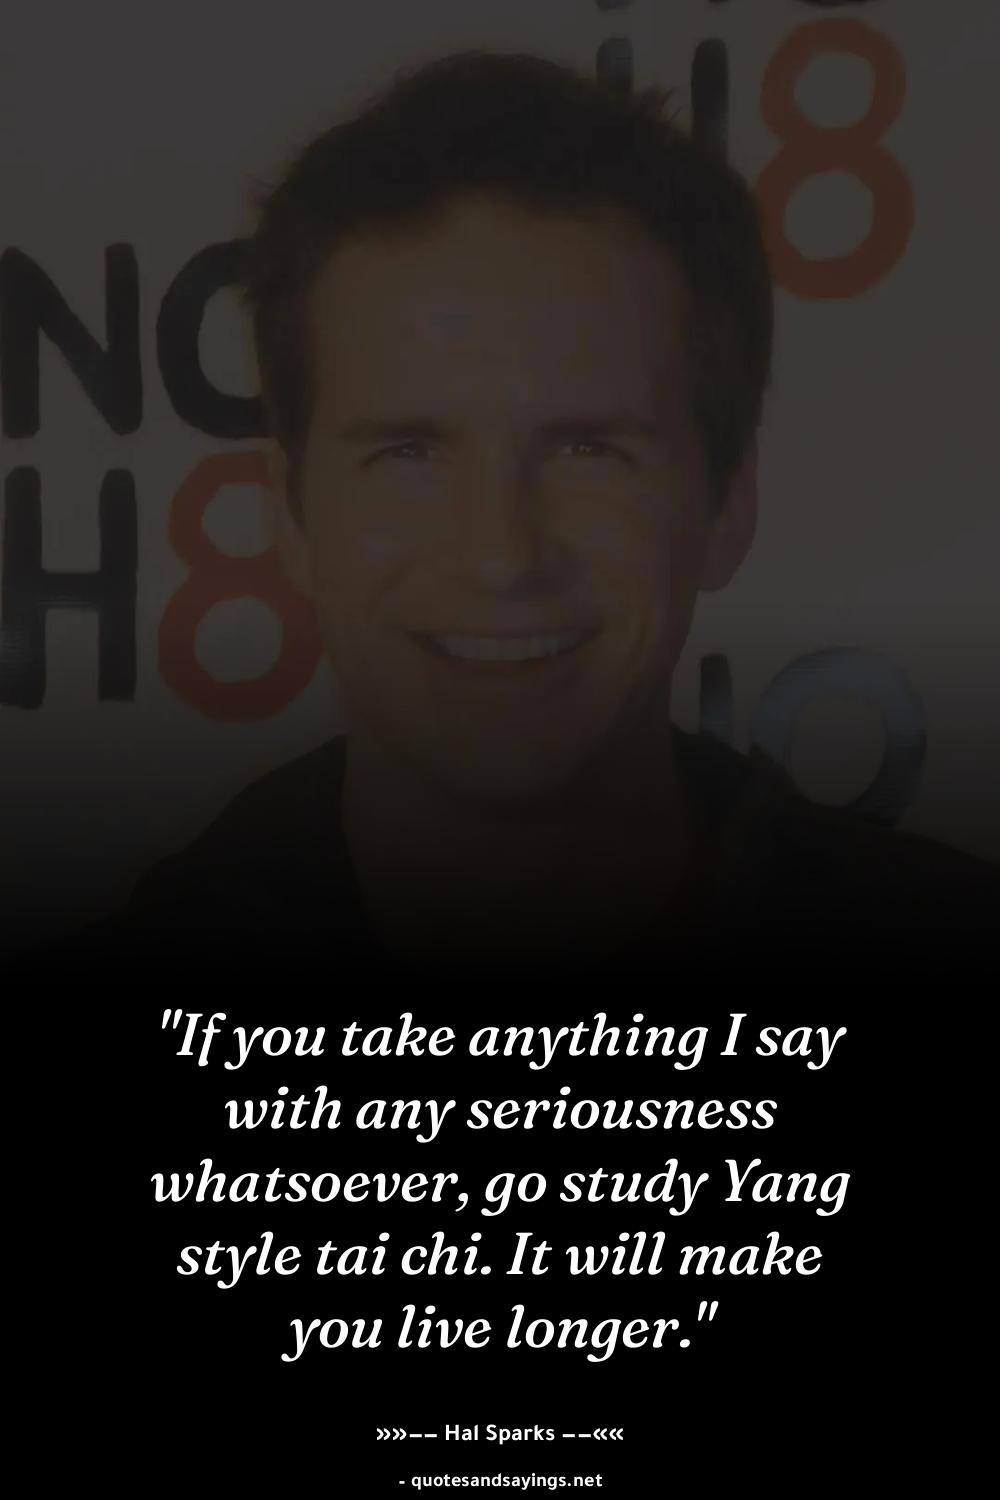 H8
NO
H8
NO
"If you take anything I say
with any seriousness
whatsoever, go study Yang
style tai chi. It will make
you live longer."
»»–– Hal Sparks ––««
- quotesandsayings.net